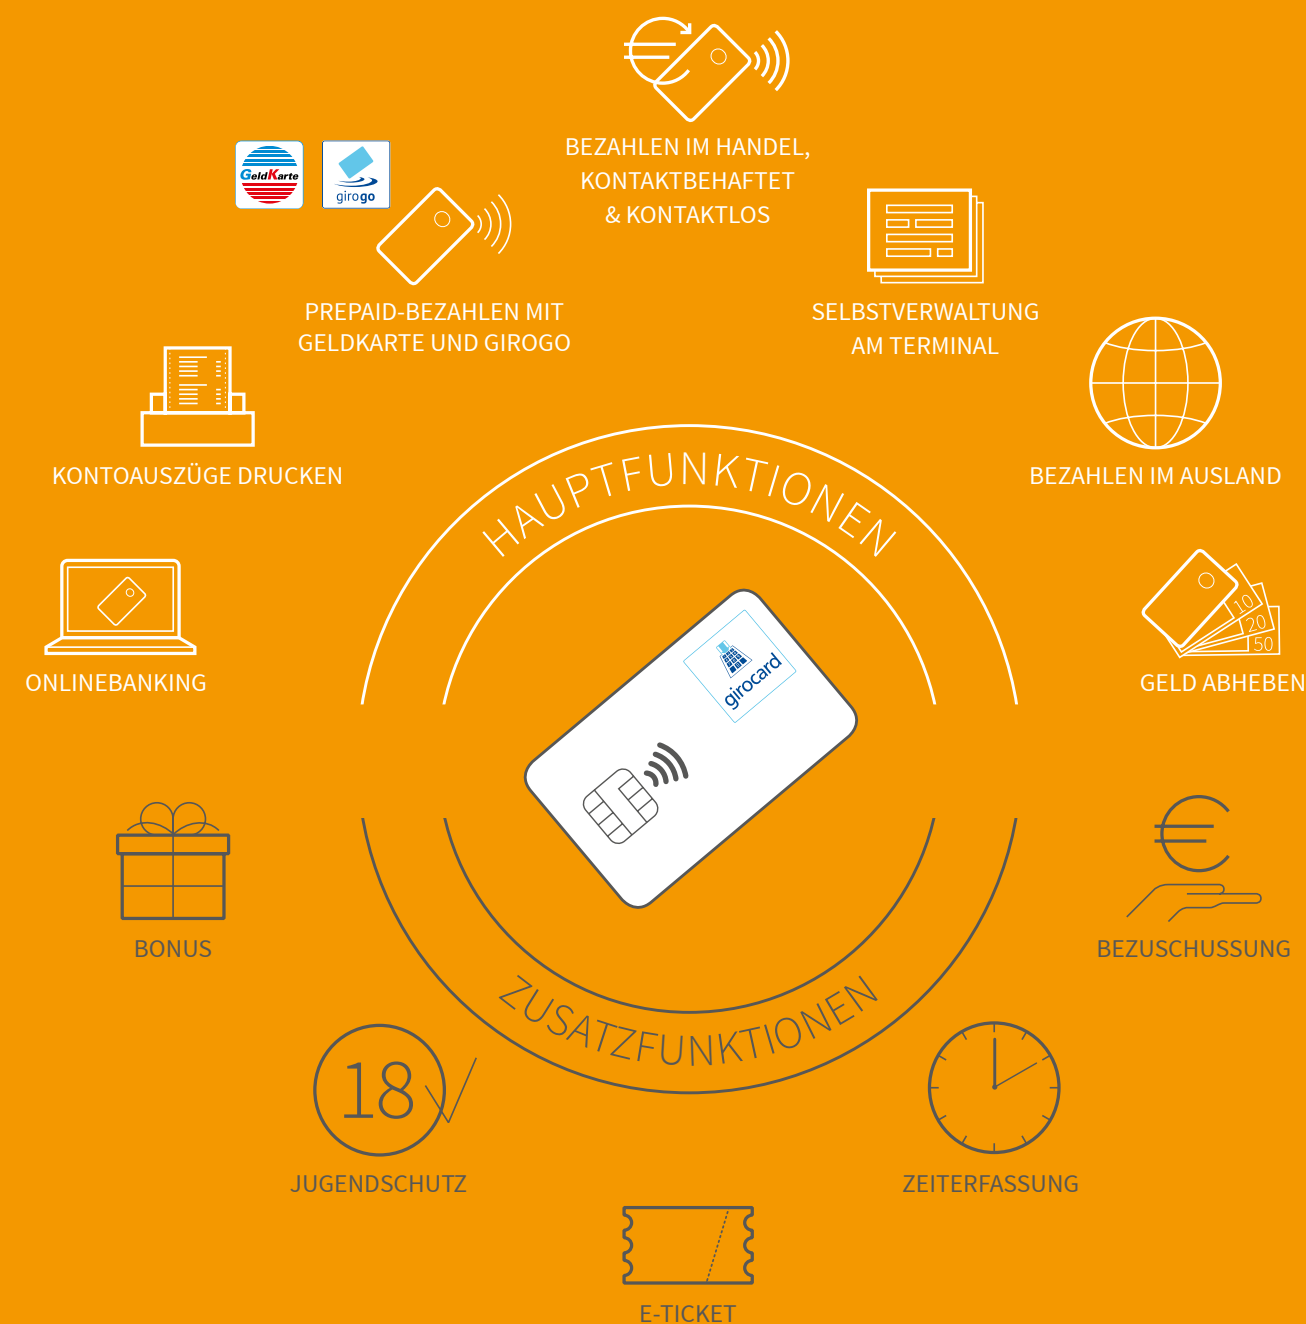 BEZAHLEN IM HANDEL,
KONTAKTBEHAFTET
& KONTAKTLOS
GeldKarte
girogo
PREPAID-BEZAHLEN MIT
GELDKARTE UND GIROGO
SELBSTVERWALTUNG
AM TERMINAL
KONTOAUSZÜGE DRUCKEN
BEZAHLEN IM AUSLAND
HAUPTFUNKTIONEN
ONLINEBANKING
10
20
50
GELD ABHEBEN
girocard
BONUS
BEZUSCHUSSUNG
ZUSATZFUNKTIONEN
18
JUGENDSCHUTZ
ZEITERFASSUNG
E-TICKET